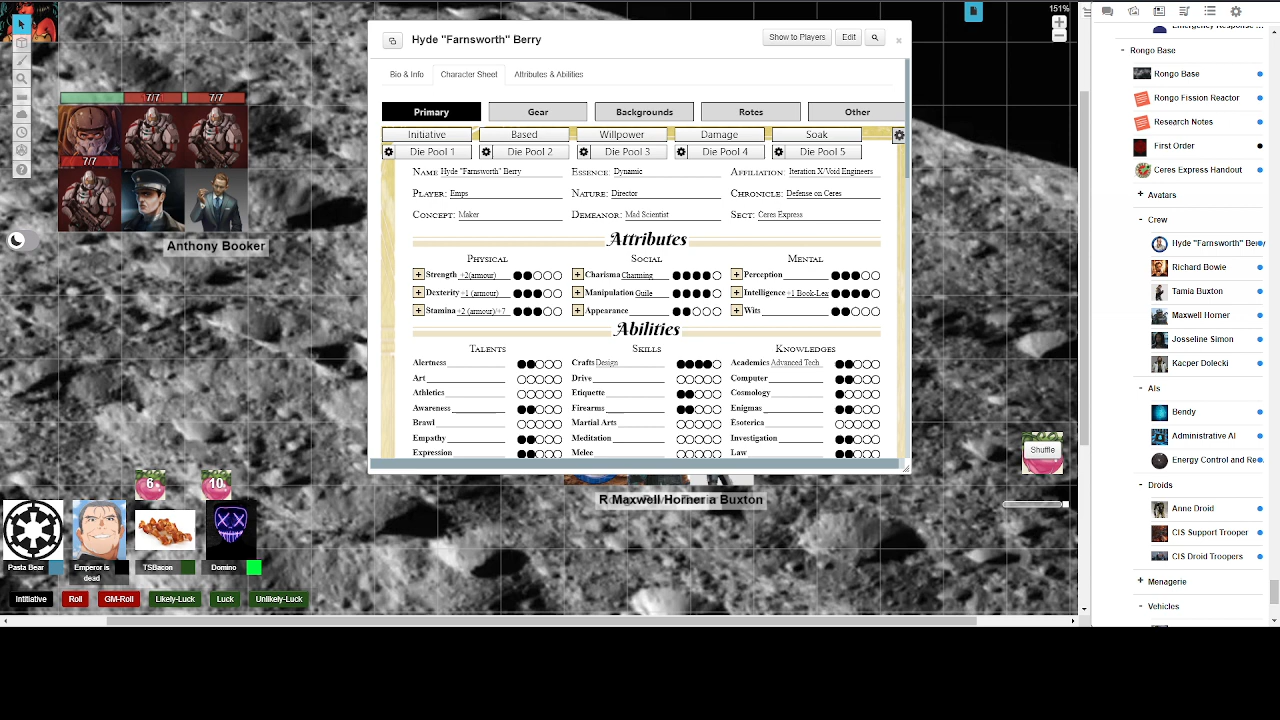 151%
Hyde "Farnsworth" Berry
Show to Players
Edit
Bio & Info
Character Sheet
Attributes & Abilities
Primary
Gear
Backgrounds
Rotes
Other
Initiative
Based
Willpower
Damage
Soak
Die Pool 1
Die Pool 2
Die Pool 3
Die Pool 4
Die Pool 5
Name: Hyde "Farnsworth" Berry
Essence: Dynamic
Affiliation: Iteration X/Void Engineers
Player: Emps
Nature: Director
Chronicle: Defense on Ceres
Concept: Maker
Demeanor: Mad Scientist
Sect: Ceres Express
Attributes
Physical
Social
Mental
Strength +2(armour)
Charisma Charming
Perception
Dexterity +1 (armour)
Manipulation Guile
Intelligence +1 Book-Lea
Stamina +2 (armour)/+7
Appearance
Wits
Abilities
Talents
Skills
Knowledges
Alertness
Crafts Design
Academics Advanced Tech
Art
Drive
Computer
Athletics
Etiquette
Cosmology
Awareness
Firearms
Enigmas
Brawl
Martial Arts
Esoterica
Empathy
Meditation
Investigation
Expression
Melee
Law
7/7
7/7
7/7
Anthony Booker
R Maxwell Horner a Buxton
6
10
Pasta Bear
Emperor is
dead
TSBacon
Domino
Intitiative
Roll
GM-Roll
Likely-Luck
Luck
Unlikely-Luck
Shuffle
Emergency Response ...
Rongo Base
Rongo Base
Rongo Fission Reactor
Research Notes
First Order
Ceres Express Handout
Avatars
Crew
Hyde "Farnsworth" Berry
Richard Bowie
Tamia Buxton
Maxwell Horner
Josseline Simon
Kacper Dolecki
AIs
Bendy
Administrative AI
Energy Control and Re
Droids
Anne Droid
CIS Support Trooper
CIS Droid Troopers
Menagerie
Vehicles